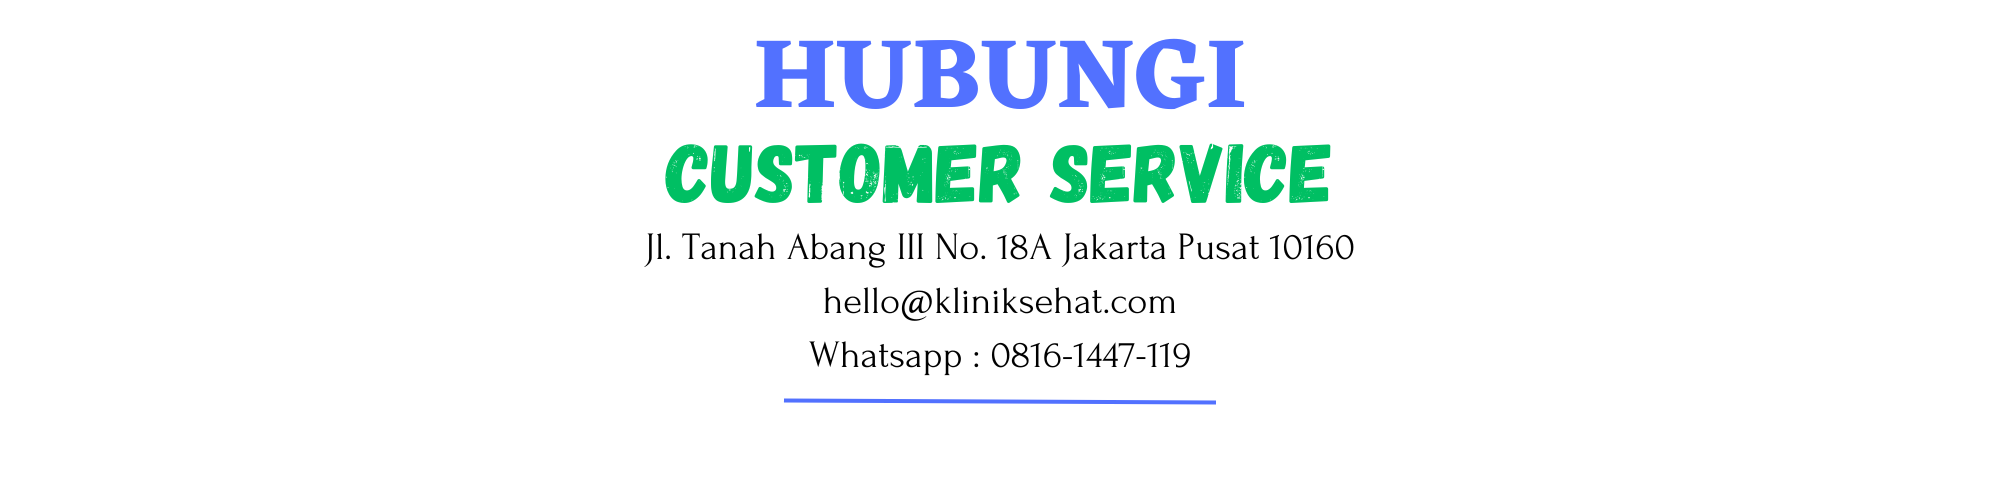 HUBUNGI
CUSTOMER SERVICE
Jl. Tanah Abang III No. 18A Jakarta Pusat 10160
hello@kliniksehat.com
Whatsapp : 0816-1447-119